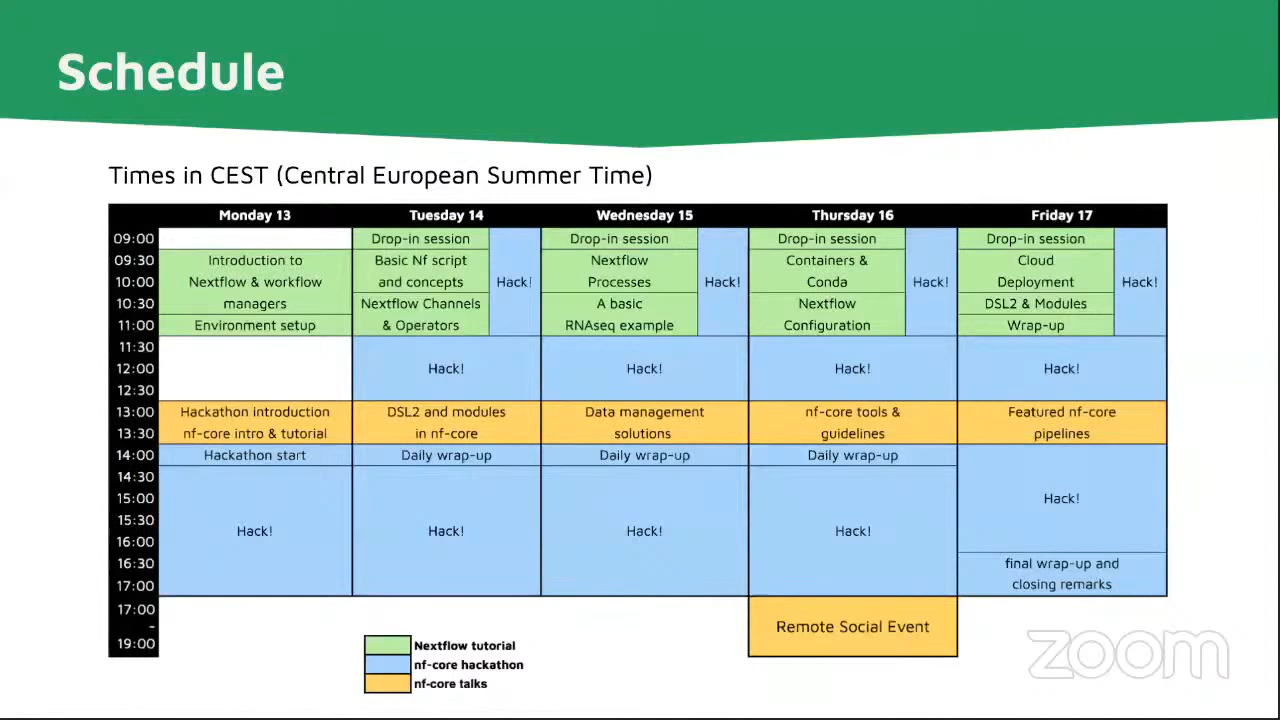 Schedule
Times in CEST (Central European Summer Time)
Monday 13 Tuesday 14 Wednesday 15 Thursday 16 Friday 17
09:00 Drop-in session Drop-in session Drop-in session Drop-in session
09:30 Introduction to Basic Nf script Nextflow Containers & Cloud
10:00 Nextflow & workflow and concepts Hack! Processes Hack! Conda Hack! Deployment Hack!
10:30 managers Nextflow Channels A basic Nextflow DSL2 & Modules
11:00 Environment setup & Operators RNAseq example Configuration Wrap-up
11:30
12:00 Hack! Hack! Hack! Hack!
12:30
13:00 Hackathon introduction DSL2 and modules Data management nf-core tools & Featured nf-core
13:30 nf-core intro & tutorial in nf-core solutions guidelines pipelines
14:00 Hackathon start Daily wrap-up Daily wrap-up Daily wrap-up
14:30
15:00 Hack!
15:30 Hack! Hack! Hack! Hack!
16:00
16:30 final wrap-up and
17:00 closing remarks
17:00
- Remote Social Event
19:00
Nextflow tutorial
nf-core hackathon
nf-core talks
zoom